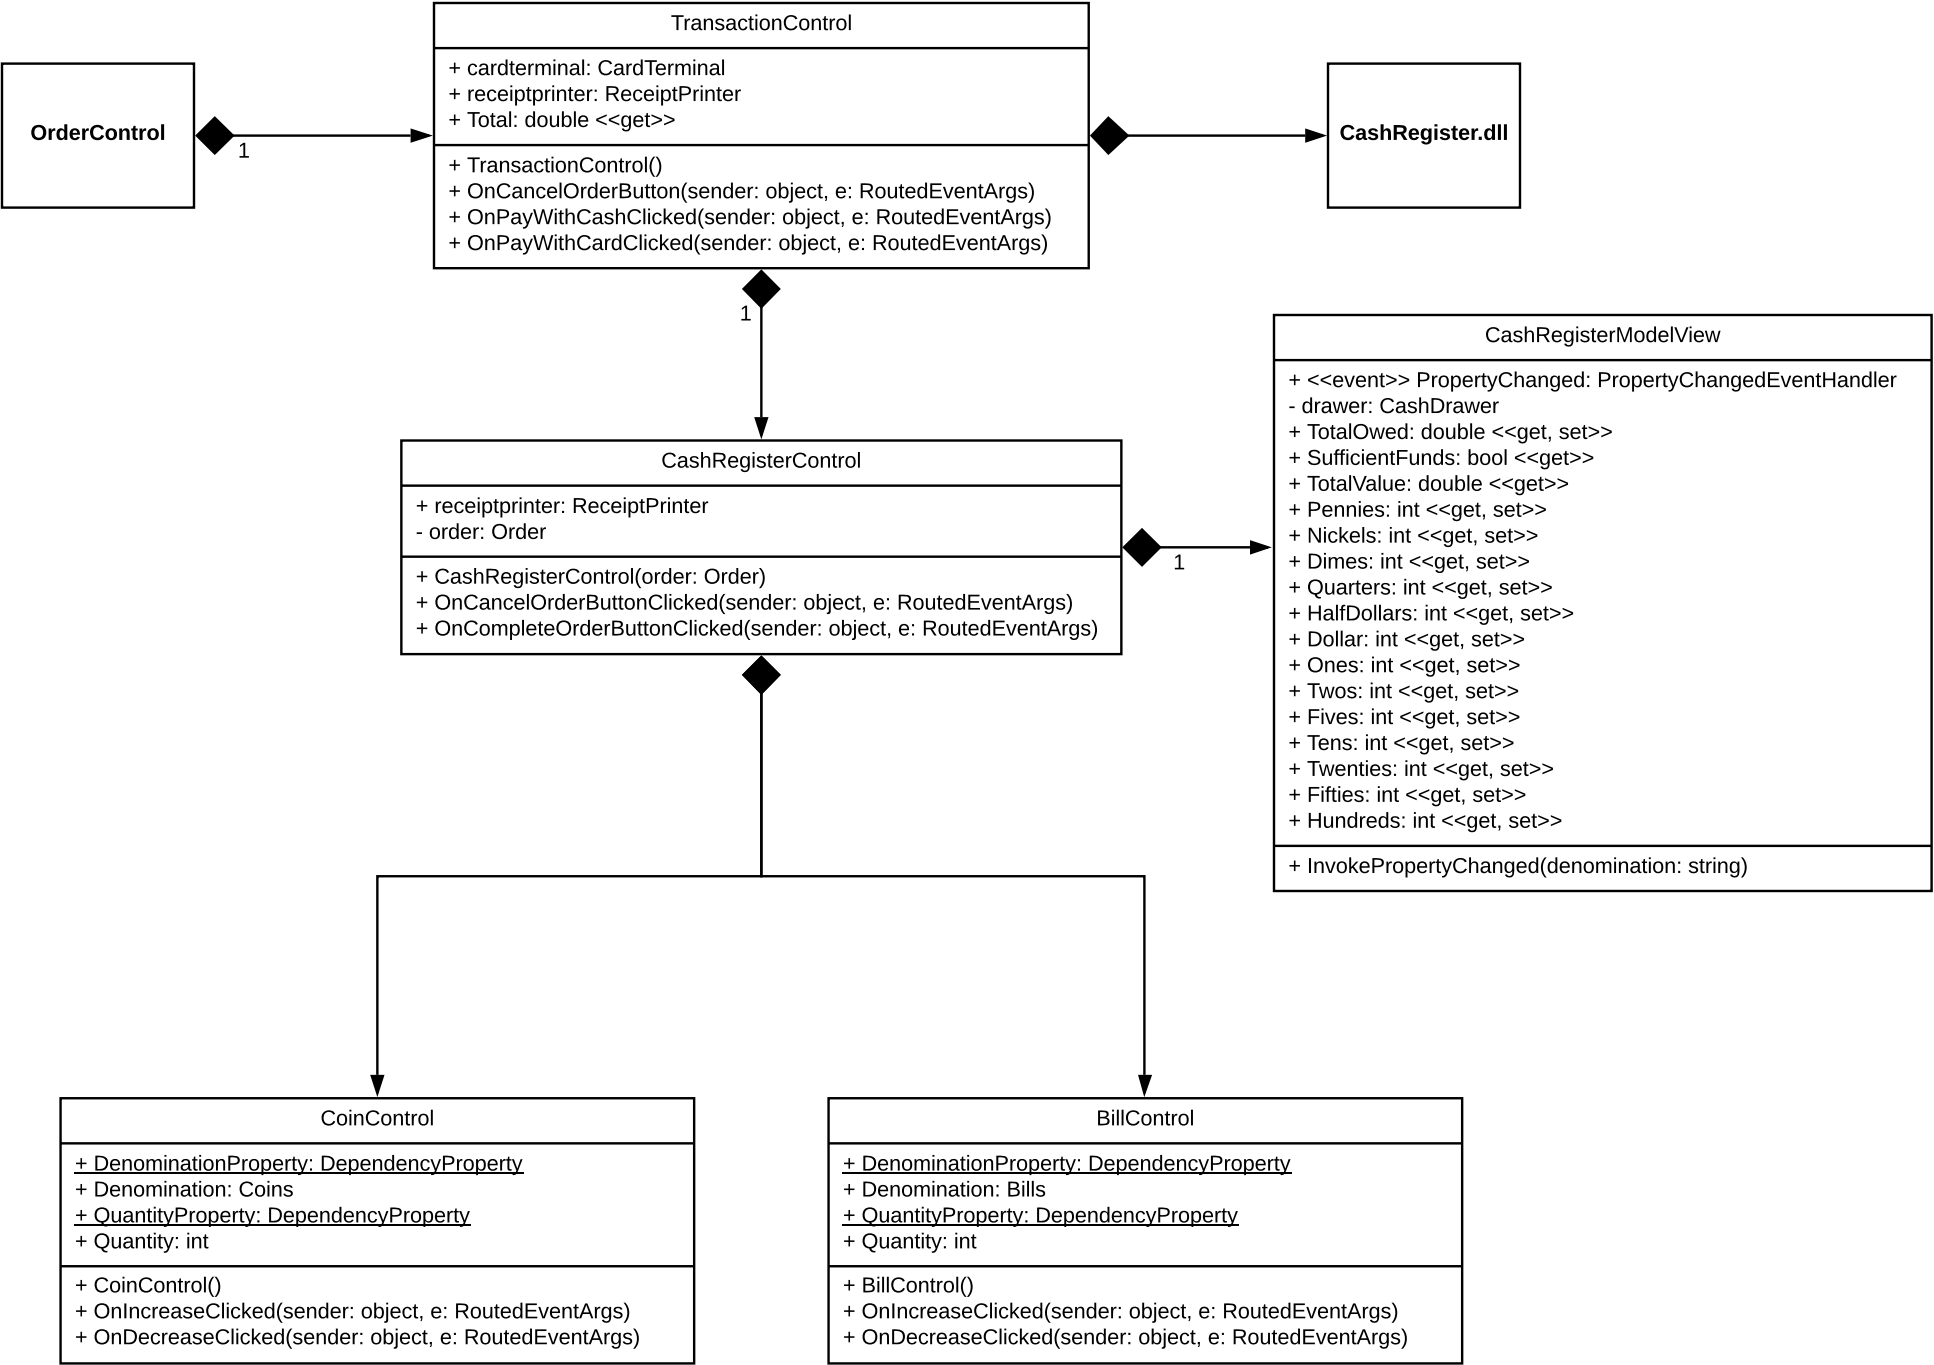 TransactionControl
+ cardterminal: CardTerminal
+ receiptprinter: ReceiptPrinter
+ Total: double <<get>>
+ TransactionControl()
+ OnCancelOrderButton(sender: object, e: RoutedEventArgs)
+ OnPayWithCashClicked(sender: object, e: RoutedEventArgs)
+ OnPayWithCardClicked(sender: object, e: RoutedEventArgs)
OrderControl
1
CashRegister.dll
1
CashRegisterModelView
+ <<event>> PropertyChanged: PropertyChangedEventHandler
- drawer: CashDrawer
+ TotalOwed: double <<get, set>>
+ SufficientFunds: bool <<get>>
+ TotalValue: double <<get>>
+ Pennies: int <<get, set>>
+ Nickels: int <<get, set>>
+ Dimes: int <<get, set>>
+ Quarters: int <<get, set>>
+ HalfDollars: int <<get, set>>
+ Dollar: int <<get, set>>
+ Ones: int <<get, set>>
+ Twos: int <<get, set>>
+ Fives: int <<get, set>>
+ Tens: int <<get, set>>
+ Twenties: int <<get, set>>
+ Fifties: int <<get, set>>
+ Hundreds: int <<get, set>>
+ InvokePropertyChanged(denomination: string)
CashRegisterControl
+ receiptprinter: ReceiptPrinter
- order: Order
+ CashRegisterControl(order: Order)
+ OnCancelOrderButtonClicked(sender: object, e: RoutedEventArgs)
+ OnCompleteOrderButtonClicked(sender: object, e: RoutedEventArgs)
1
CoinControl
+ DenominationProperty: DependencyProperty
+ Denomination: Coins
+ QuantityProperty: DependencyProperty
+ Quantity: int
+ CoinControl()
+ OnIncreaseClicked(sender: object, e: RoutedEventArgs)
+ OnDecreaseClicked(sender: object, e: RoutedEventArgs)
BillControl
+ DenominationProperty: DependencyProperty
+ Denomination: Bills
+ QuantityProperty: DependencyProperty
+ Quantity: int
+ BillControl()
+ OnIncreaseClicked(sender: object, e: RoutedEventArgs)
+ OnDecreaseClicked(sender: object, e: RoutedEventArgs)